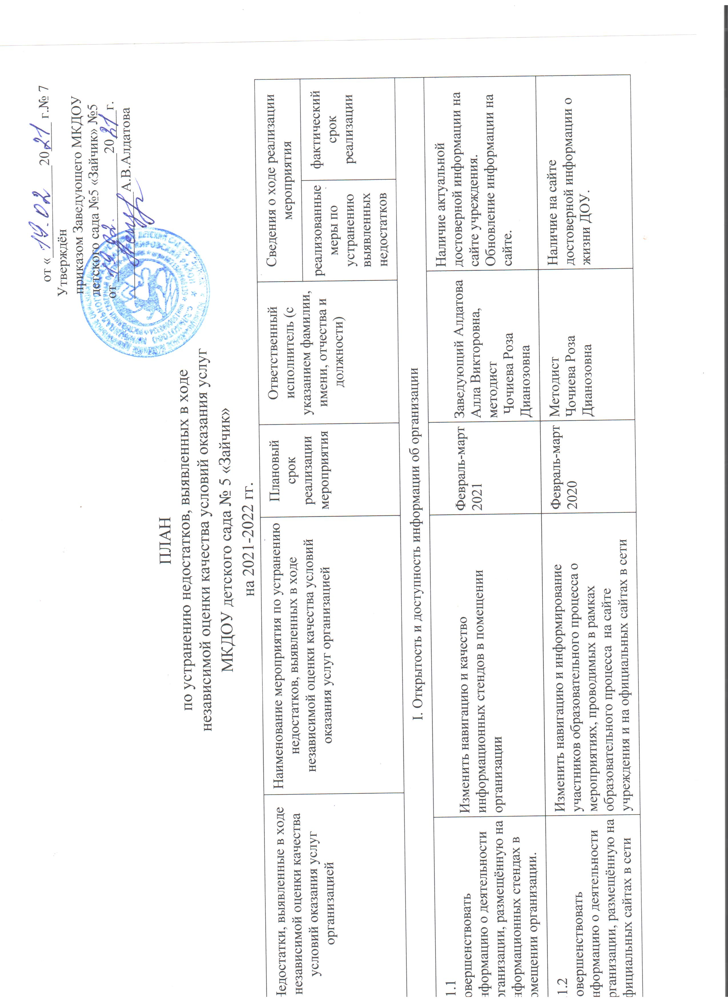 от « 19.02 2021 г.№ 7
Утверждён
приказом Заведующего МКДОУ
детского сада №5 «Зайчик» №5
от 19.02. 2021 г.
А.В.Алдатова
ПЛАН
по устранению недостатков, выявленных в ходе
независимой оценки качества условий оказания услуг
МКДОУ детского сада № 5 «Зайчик»
на 2021-2022 гг.
Недостатки, выявленные в ходе
независимой оценки качества
условий оказания услуг
организацией
Наименование мероприятия по устранению
недостатков, выявленных в ходе
независимой оценки качества условий
оказания услуг организацией
Плановый
срок
реализации
мероприятия
Ответственный
исполнитель (с
указанием фамилии,
имени, отчества и
должности)
Сведения о ходе реализации
мероприятия
реализованные
меры по
устранению
выявленных
недостатков
фактический
срок
реализации
I. Открытость и доступность информации об организации
1.1
овершенствовать
нформацию о деятельности
рганизации, размещённую на
нформационных стендах в
омещении организации.
Изменить навигацию и качество
информационных стендов в помещении
организации
Февраль-март
2021
Заведующий Алдатова
Алла Викторовна,
методист
Чочиева Роза
Дианозовна
Наличие актуальной
достоверной информации на
сайте учреждения.
Обновление информации на
сайте.
.1.2
овершенствовать
нформацию о деятельности
рганизации, размещённую на
фициальных сайтах в сети
Изменить навигацию и информирование
участников образовательного процесса о
мероприятиях, проводимых в рамках
образовательного процесса на сайте
учреждения и на официальных сайтах в сети
Февраль-март
2020
Методист
Чочиева Роза
Дианозовна
Наличие на сайте
достоверной информации о
жизни ДОУ.